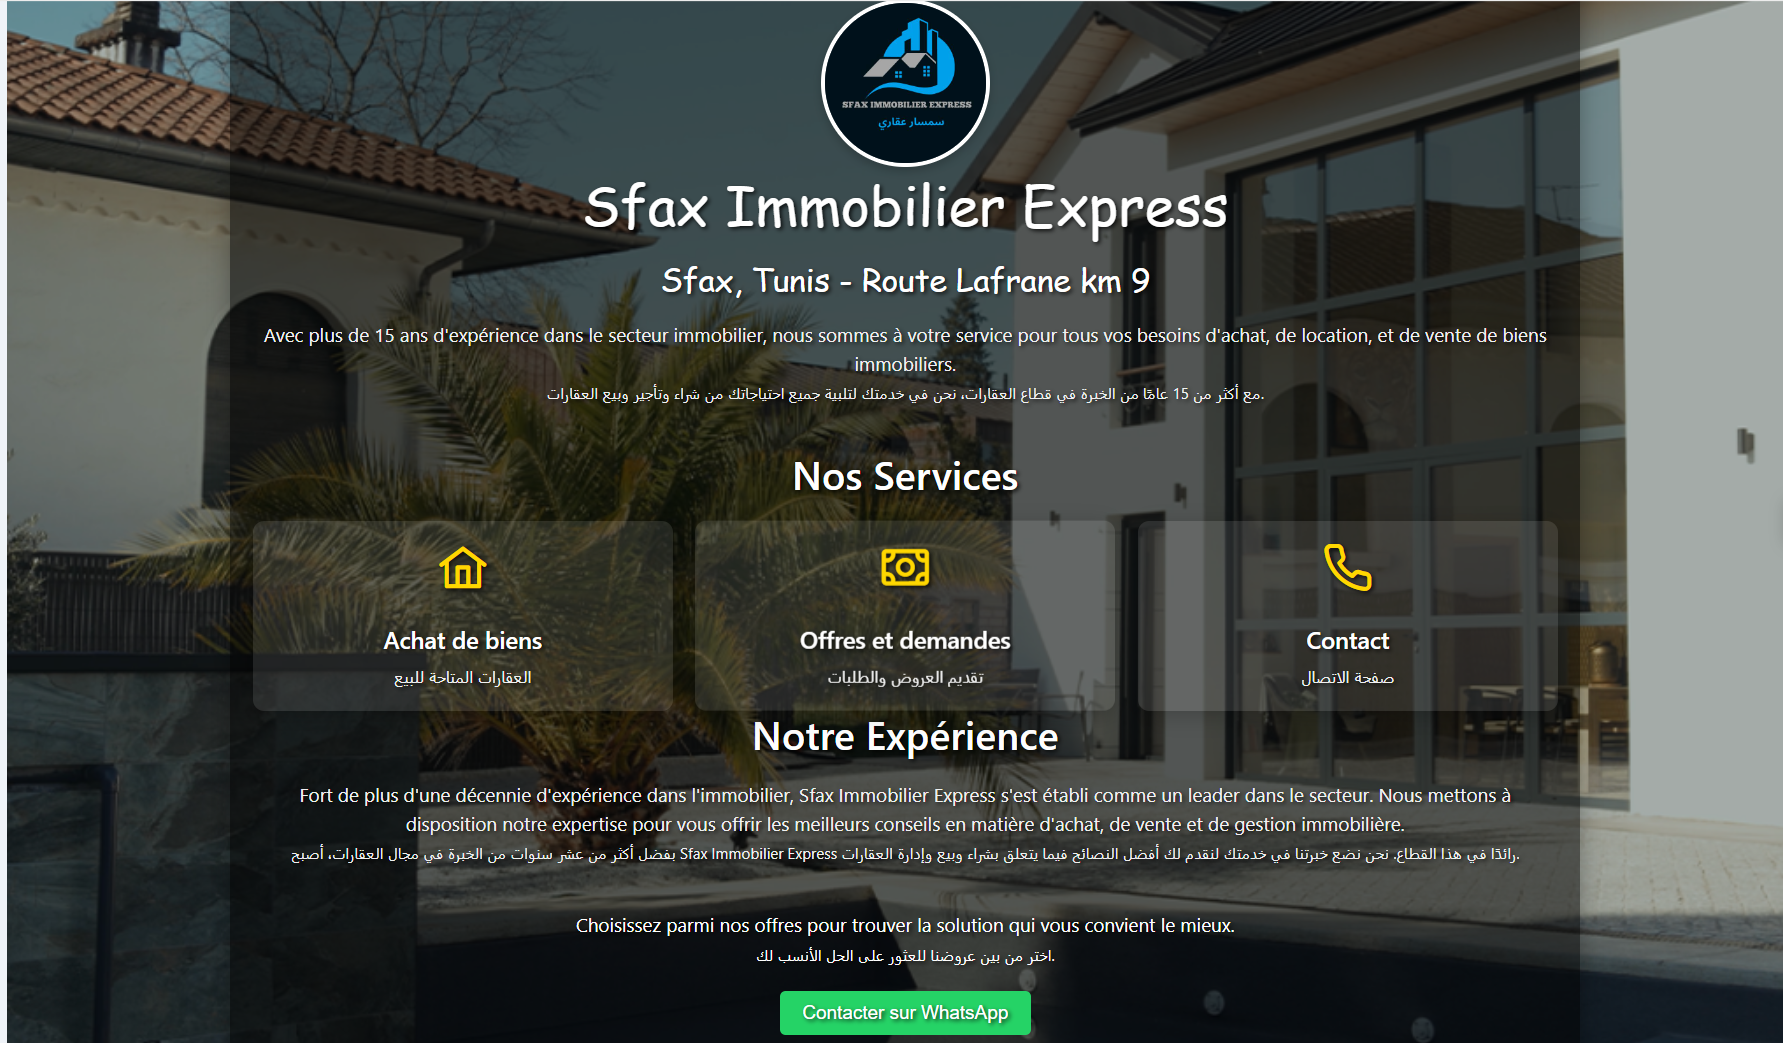 SFAX IMMOBILIER EXPRESS
سمسار عقاري
Sfax Immobilier Express
Sfax, Tunis - Route Lafrane km 9
Avec plus de 15 ans d'expérience dans le secteur immobilier, nous sommes à votre service pour tous vos besoins d'achat, de location, et de vente de biens
immobiliers.
مع أكثر من 15 عامًا من الخبرة في قطاع العقارات، نحن في خدمتك لتلبية جميع احتياجاتك من شراء وتأجير وبيع العقارات.
Nos Services
Achat de biens
العقارات المتاحة للبيع
Offres et demandes
تقديم العروض والطلبات
Contact
صفحة الاتصال
Notre Expérience
Fort de plus d'une décennie d'expérience dans l'immobilier, Sfax Immobilier Express s'est établi comme un leader dans le secteur. Nous mettons à
disposition notre expertise pour vous offrir les meilleurs conseils en matière d'achat, de vente et de gestion immobilière.
بفضل أكثر من عشر سنوات من الخبرة في مجال العقارات، أصبح Sfax Immobilier Express رائدًا في هذا القطاع. نحن نضع خبرتنا في خدمتك لنقدم لك أفضل النصائح فيما يتعلق بشراء وبيع وإدارة العقارات.
Choisissez parmi nos offres pour trouver la solution qui vous convient le mieux.
اختر من بين عروضنا للعثور على الحل الأنسب لك.
Contacter sur WhatsApp